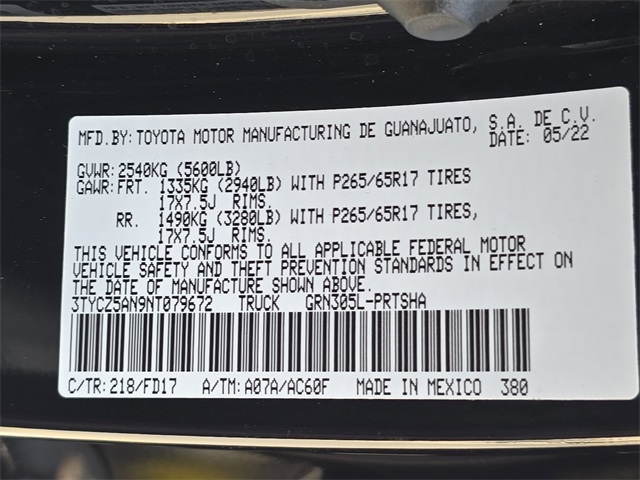 MFD.BY: TOYOTA MOTOR MANUFACTURING DE GUANAJUATO, S.A. DE C.V.
DATE: 05/22
GVWR: 2540KG (5600LB)
GAWR: FRT. 1335KG (2940LB) WITH P265/65R17 TIRES
17X7.5J RIMS.
RR. 1490KG (3280LB) WITH P265/65R17 TIRES,
17X7.5J RIMS.
THIS VEHICLE CONFORMS TO ALL APPLICABLE FEDERAL MOTOR
VEHICLE SAFETY AND THEFT PREVENTION STANDARDS IN EFFECT ON
THE DATE OF MANUFACTURE SHOWN ABOVE.
3TYCZ5AN9NT079672 TRUCK GRN305L-PRTSHA
C/TR: 218/FD17 A/TM: A07A/AC60F MADE IN MEXICO 380